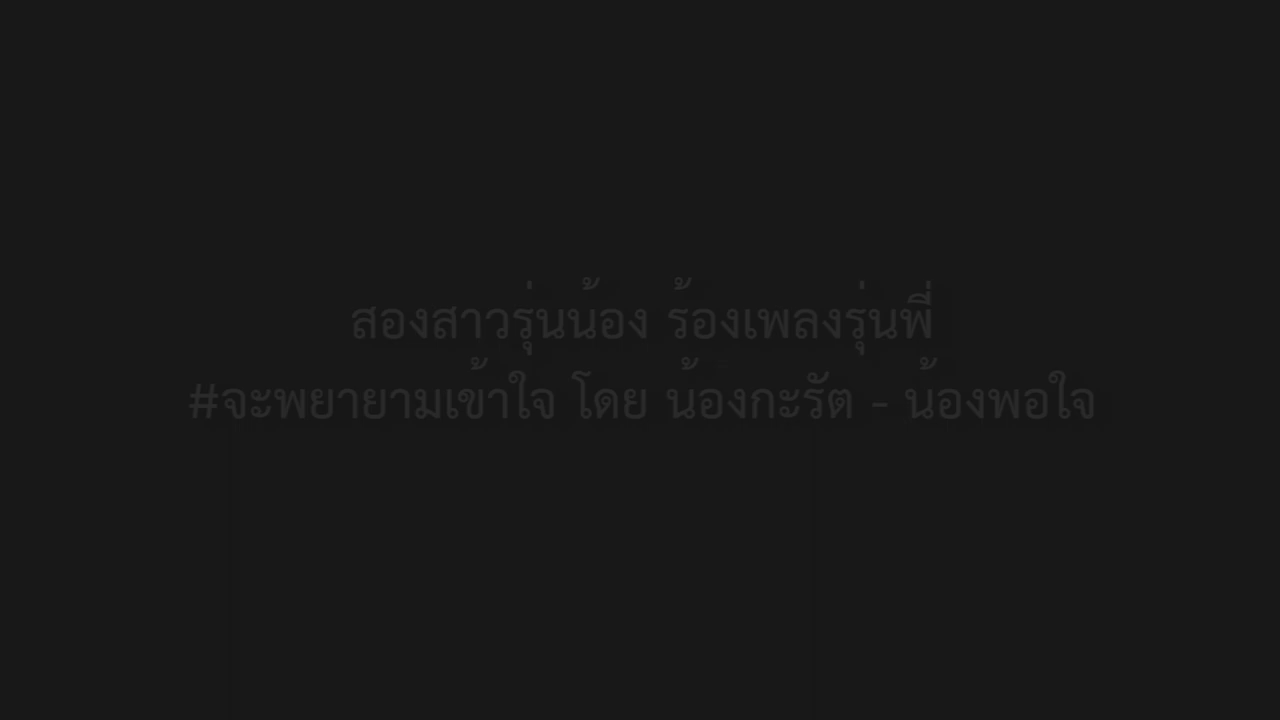 สองสาวรุ่นน้อง ร้องเพลงรุ่นพี่
#จะพยายามเข้าใจ โดย น้องกะรัต - น้องพอใจ